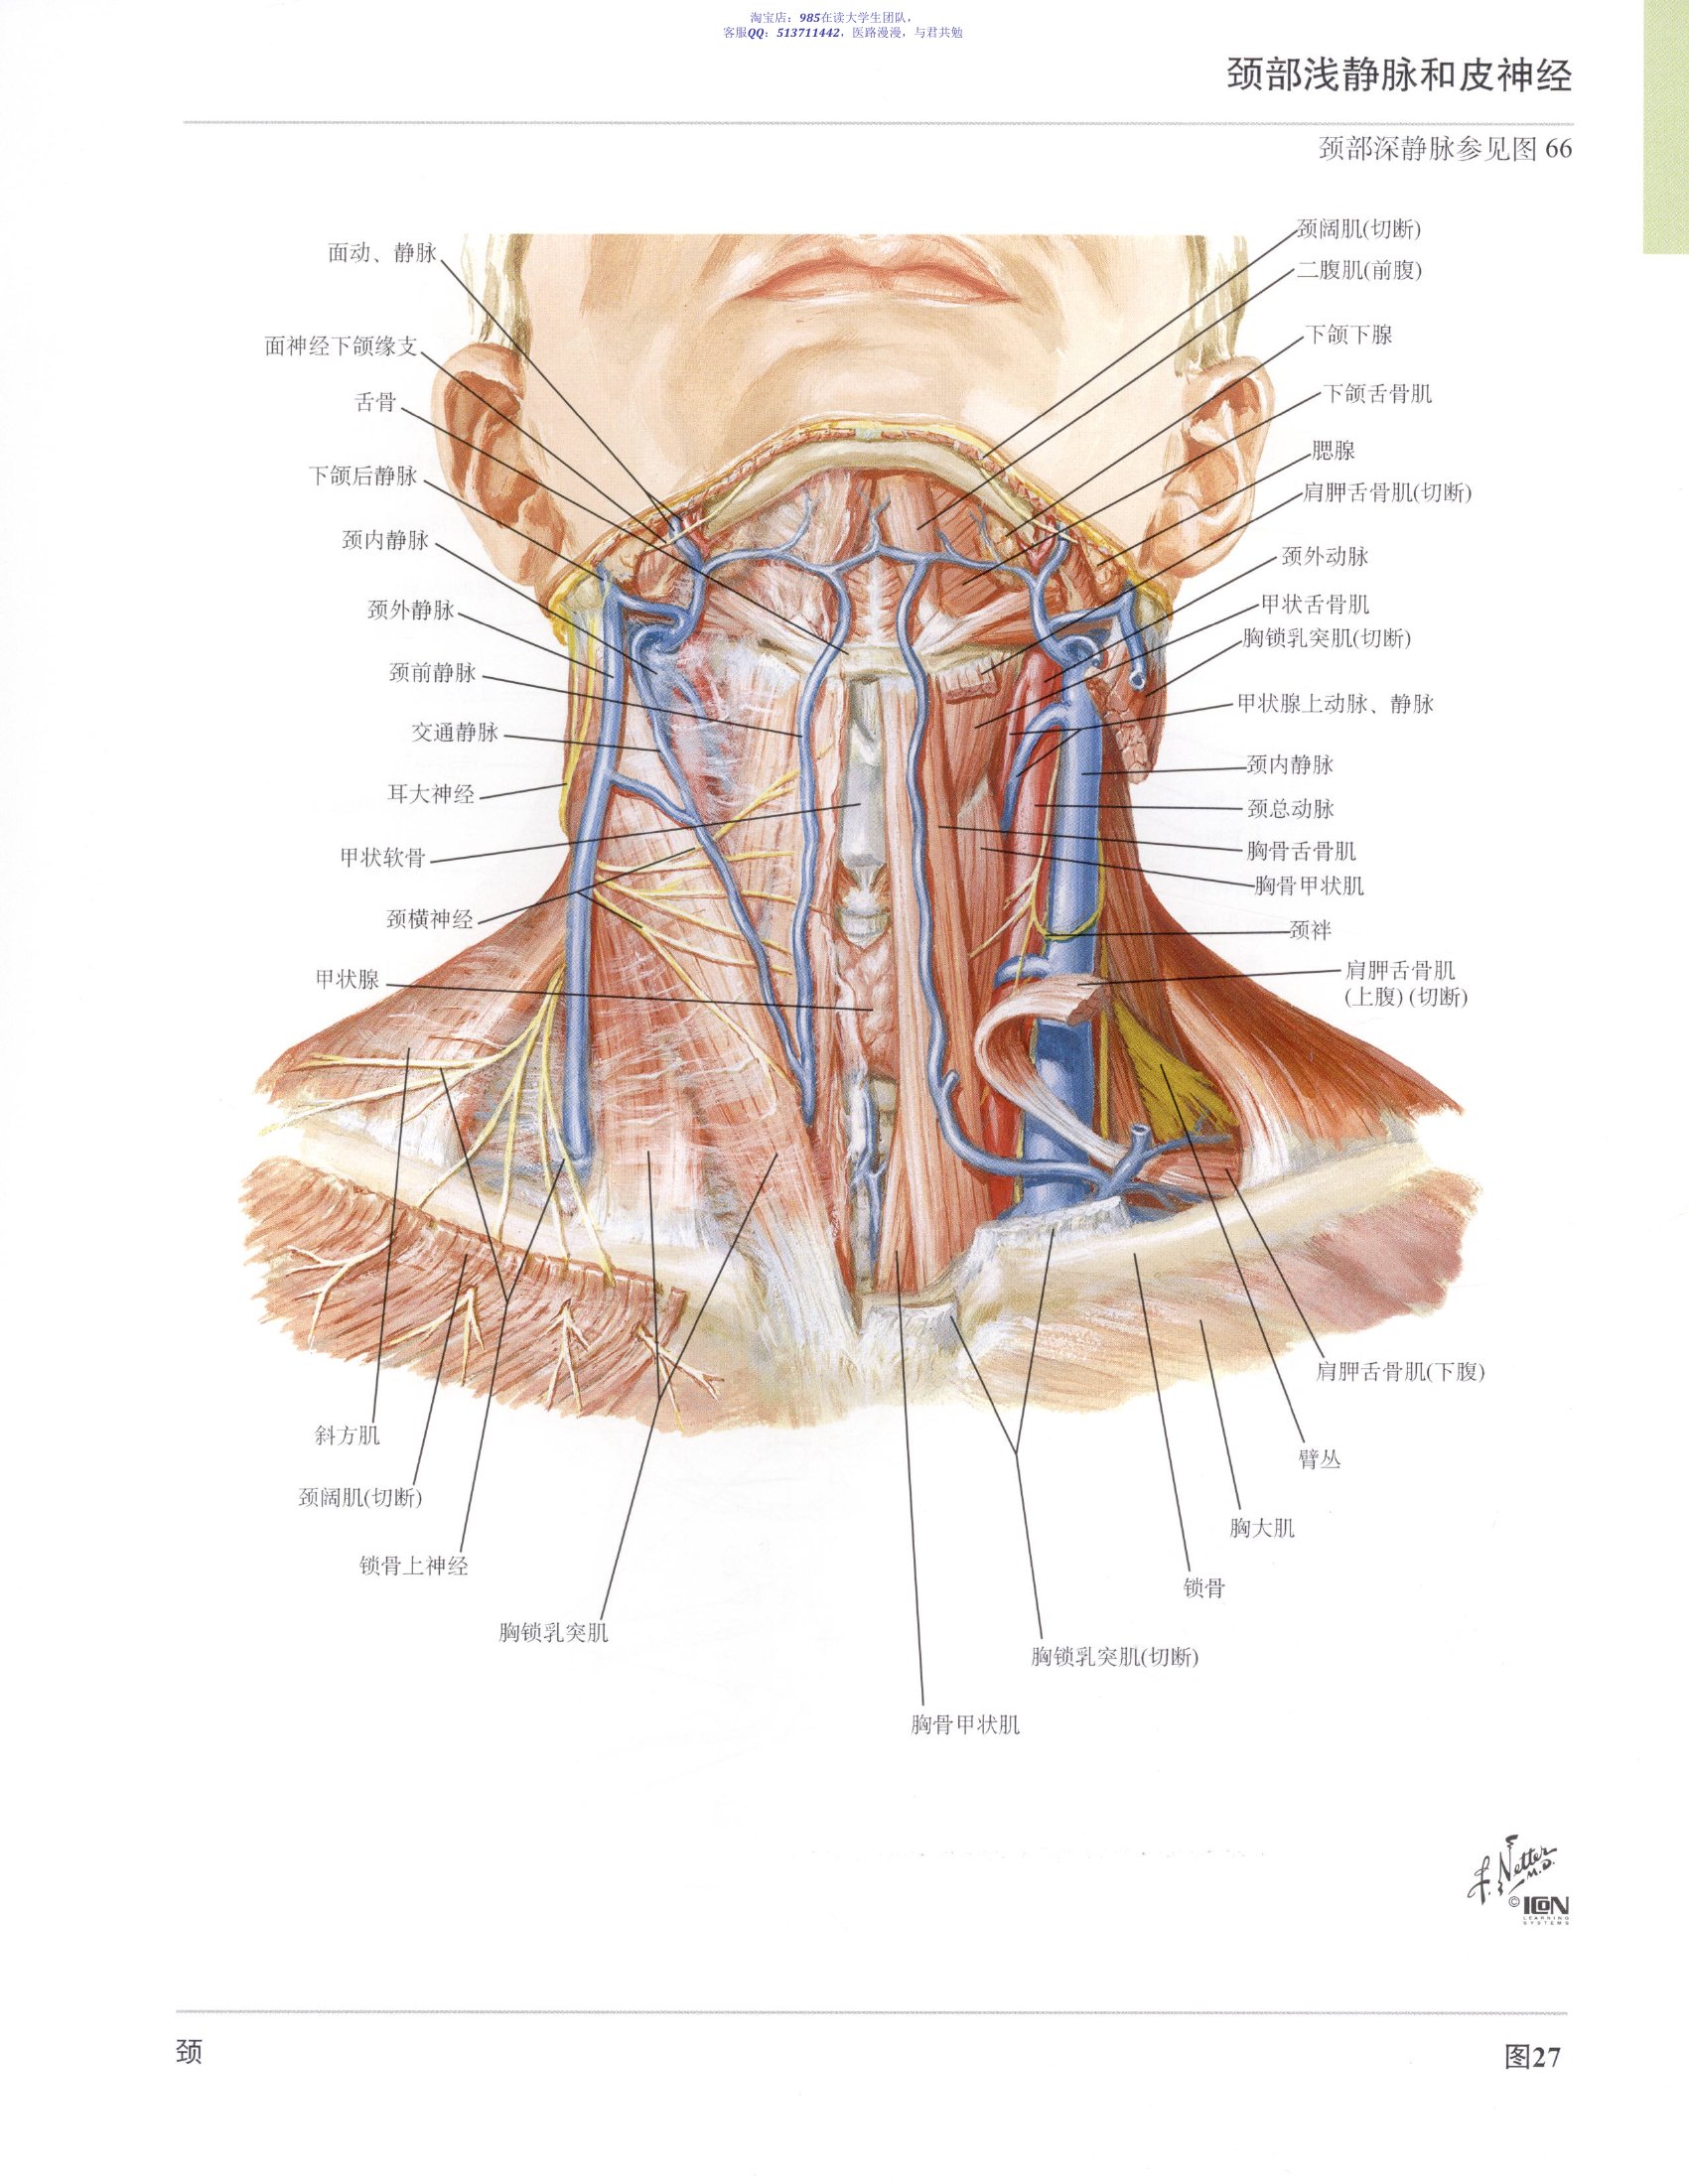 淘宝店：985在读大学生团队，
客服QQ：513711442，医路漫漫，与君共勉
颈部浅静脉和皮神经
颈部深静脉参见图 66
面动、静脉
面神经下颌缘支
舌骨
下颌后静脉
颈内静脉
颈外静脉
颈前静脉
交通静脉
耳大神经
甲状软骨
颈横神经
甲状腺
斜方肌
颈阔肌(切断)
锁骨上神经
胸锁乳突肌
颈阔肌(切断)
二腹肌(前腹)
下颌下腺
下颌舌骨肌
腮腺
肩胛舌骨肌(切断)
颈外动脉
甲状舌骨肌
胸锁乳突肌(切断)
甲状腺上动脉、静脉
颈内静脉
颈总动脉
胸骨舌骨肌
胸骨甲状肌
颈袢
肩胛舌骨肌
(上腹) (切断)
肩胛舌骨肌(下腹)
臂丛
胸大肌
锁骨
胸锁乳突肌(切断)
胸骨甲状肌
F. Netter
M.D.
© ICON
LEARNING
SYSTEMS
颈
图27